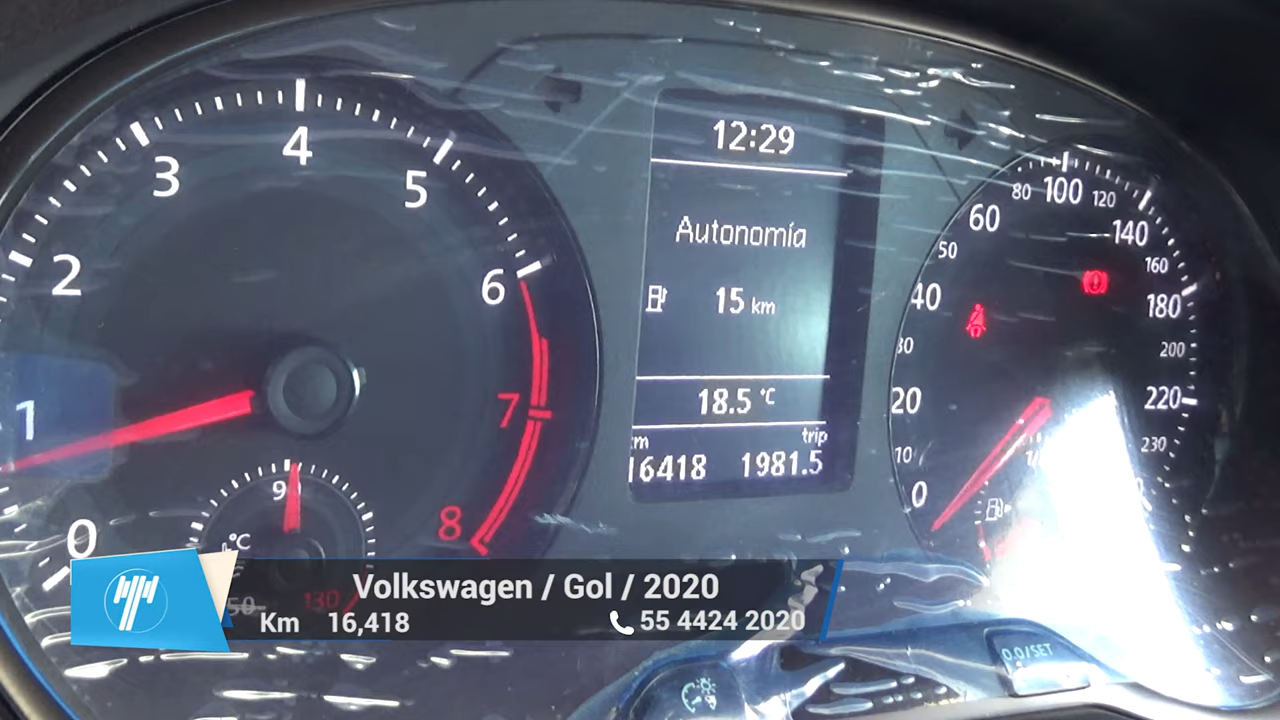 12:29
Autonomía
15 km
18.5 °C
km trip
16418 1981.5
0 1 2 3 4 5 6 7 8
90
°C
50 130
0 10 20 30 40 50 60 80 100 120 140 160 180 200 220 230
0.0/SET
Volkswagen / Gol / 2020
Km 16,418
55 4424 2020